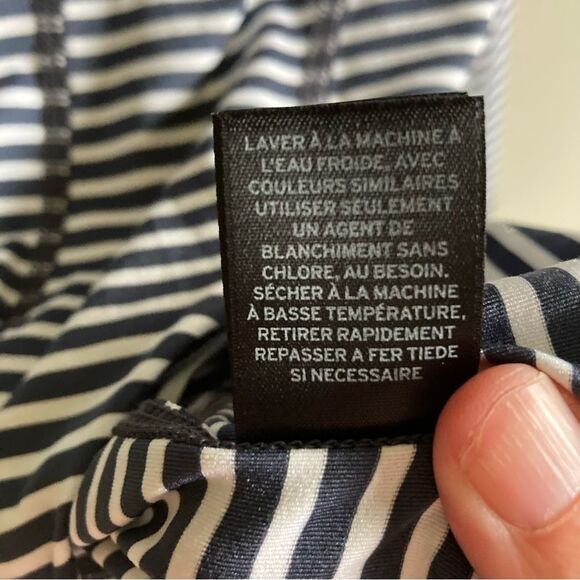 LAVER À LA MACHINE À
L'EAU FROIDE, AVEC
COULEURS SIMILAIRES
UTILISER SEULEMENT
UN AGENT DE
BLANCHIMENT SANS
CHLORE, AU BESOIN.
SÉCHER À LA MACHINE
À BASSE TEMPÉRATURE,
RETIRER RAPIDEMENT
REPASSER A FER TIEDE
SI NECESSAIRE